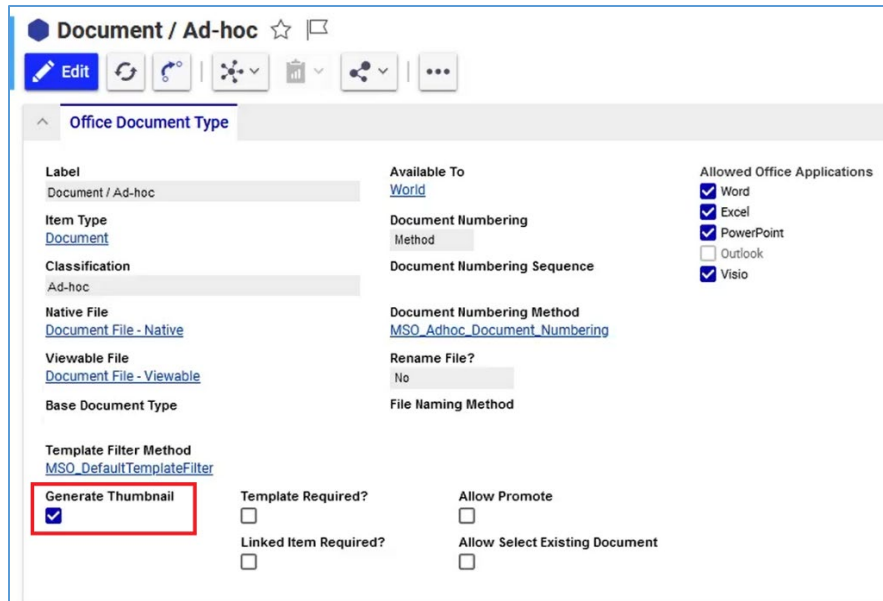 Document / Ad-hoc
Edit
Office Document Type
Label
Document / Ad-hoc
Item Type
Document
Classification
Ad-hoc
Native File
Document File - Native
Viewable File
Document File - Viewable
Base Document Type
Template Filter Method
MSO_DefaultTemplateFilter
Available To
World
Document Numbering
Method
Document Numbering Sequence
Document Numbering Method
MSO_Adhoc_Document_Numbering
Rename File?
No
File Naming Method
Allowed Office Applications
Word
Excel
PowerPoint
Outlook
Visio
Generate Thumbnail
Template Required?
Allow Promote
Linked Item Required?
Allow Select Existing Document